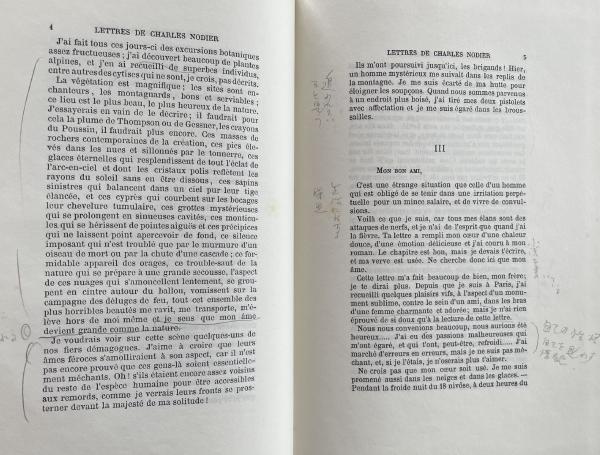 4
LETTRES DE CHARLES NODIER
J'ai fait tous ces jours-ci des excursions botaniques
assez fructueuses ; j'ai découvert beaucoup de plantes
alpines, et j'en ai recueilli de superbes individus,
entre autres des cytises qui ne sont, je crois, pas décrits.
La végétation est magnifique ; les sites sont en-
chanteurs, les montagnards, bons et serviables ;
ce lieu est le plus beau, le plus heureux de la nature.
J'essayerais en vain de le décrire ; il faudrait pour
cela la plume de Thompson ou de Gessner, les crayons
du Poussin, il faudrait plus encore. Ces masses de
rochers contemporaines de la création, ces pics éle-
vés dans les nues et sillonnés par le tonnerre, ces
glaces éternelles qui resplendissent de tout l'éclat de
l'arc-en-ciel et dont les cristaux polis reflètent les
rayons du soleil sans en être dissous, ces sapins
sinistres qui balancent dans un ciel pur leur tige
élancée, et ces cyprès qui courbent sur les bocages
leur chevelure tumulaire, ces grottes mystérieuses
qui se prolongent en sinueuses cavités, ces monticu-
les qui se hérissent de pointes aiguës et ces précipices
qui ne laissent point apercevoir de fond, ce silence
imposant qui n'est troublé que par le murmure d'un
oiseau de mort ou par la chute d'une cascade ; ce for-
midable appareil des orages, ce trouble-saut de la
nature qui se prépare à une grande secousse, l'aspect
de ces nuages qui s'amoncellent lentement, se grou-
pent en cintre autour du ballon, vomissent sur la
campagne des déluges de feu, tout cet ensemble des
plus horribles beautés me ravit, me transporte, m'élè-
ve hors de moi même et je sens que mon âme
devient grande comme la nature.
Je voudrais voir sur cette scène quelques-uns de
nos fiers démagogues. J'aime à croire que leurs
âmes féroces s'amolliraient à son aspect, car il n'est
pas encore prouvé que ces gens-là soient essentielle-
ment méchants. Oh ! s'ils étaient encore assez voisins
du reste de l'espèce humaine pour être accessibles
aux remords, comme je verrais leurs fronts se pros-
terner devant la majesté de ma solitude !
LETTRES DE CHARLES NODIER
5
Ils m'ont poursuivi jusqu'ici, les brigands ! Hier,
un homme mystérieux me suivait dans les replis de
la montagne. Je me suis écarté de ma hutte pour
éloigner les soupçons. Quand nous sommes parvenus
à un endroit plus boisé, j'ai tiré mes deux pistolets
avec affectation et je me suis égaré dans les brous-
sailles.
III
MON BON AMI,
C'est une étrange situation que celle d'un homme
qui est obligé de se tenir dans une irritation perpé-
tuelle pour un mince salaire, et de vivre de convul-
sions.
Voilà ce que je suis, car tous mes élans sont des
attaques de nerfs, et je n'ai de l'esprit que quand j'ai
la fièvre. Ta lettre a rempli mon cœur d'une chaleur
douce, d'une émotion délicieuse et j'ai couru à mon
roman. Le chapitre est bon, mais je devais t'écrire,
et ma verve est usée. Ne cherche donc ici que mon
âme.
Cette lettre m'a fait beaucoup de bien, mon frère ;
je te dirai plus. Depuis que je suis à Paris, j'ai
recueilli quelques plaisirs vifs, à l'aspect d'un monu-
ment sublime, contre le sein d'un ami, dans les bras
d'une femme charmante et adorée ; mais je n'ai rien
éprouvé de si doux qu'à la lecture de cette lettre.
Nous nous convenions beaucoup, nous aurions été
heureux..... J'ai eu des passions malheureuses qui
m'ont égaré, et qui t'ont, peut-être, refroidi..... J'ai
marché d'erreurs en erreurs, mais je ne suis pas mé-
chant, et, si je l'étais, je n'oserais plus t'aimer.
Ne crois pas que mon cœur soit usé. Je me suis
promené aussi dans les neiges et dans les glaces. —
Pendant la froide nuit du 18 nivôse, à deux heures du